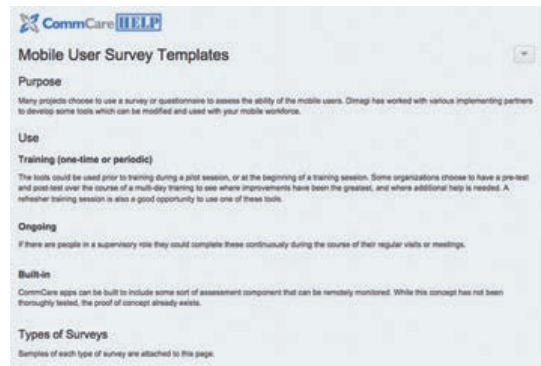 CommCare HELP
Mobile User Survey Templates
Purpose
Many projects choose to use a survey or questionnaire to assess the ability of the mobile users. Dimagi has worked with various implementing partners
to develop some tools which can be modified and used with your mobile workforce.
Use
Training (one-time or periodic)
The tools could be used prior to training during a pilot session, or at the beginning of a training session. Some organizations choose to have a pre-test
and post-test over the course of a multi-day training to see where improvements have been the greatest, and where additional help is needed. A
refresher training session is also a good opportunity to use one of these tools.
Ongoing
If there are people in a supervisory role they could complete these continuously during the course of their regular visits or meetings.
Built-in
CommCare apps can be built to include some sort of assessment component that can be remotely monitored. While this concept has not been
thoroughly tested, the proof of concept already exists.
Types of Surveys
Samples of each type of survey are attached to this page.